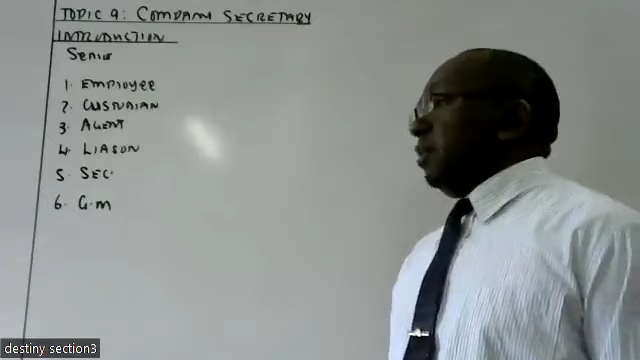 TOPIC 9: COMPANY SECRETARY
INTRODUCTION
Senior
1. EMPLOYEE
2. CUSTODIAN
3. AGENT
4. LIASON
5. SEC.
6. G.M
destiny section3